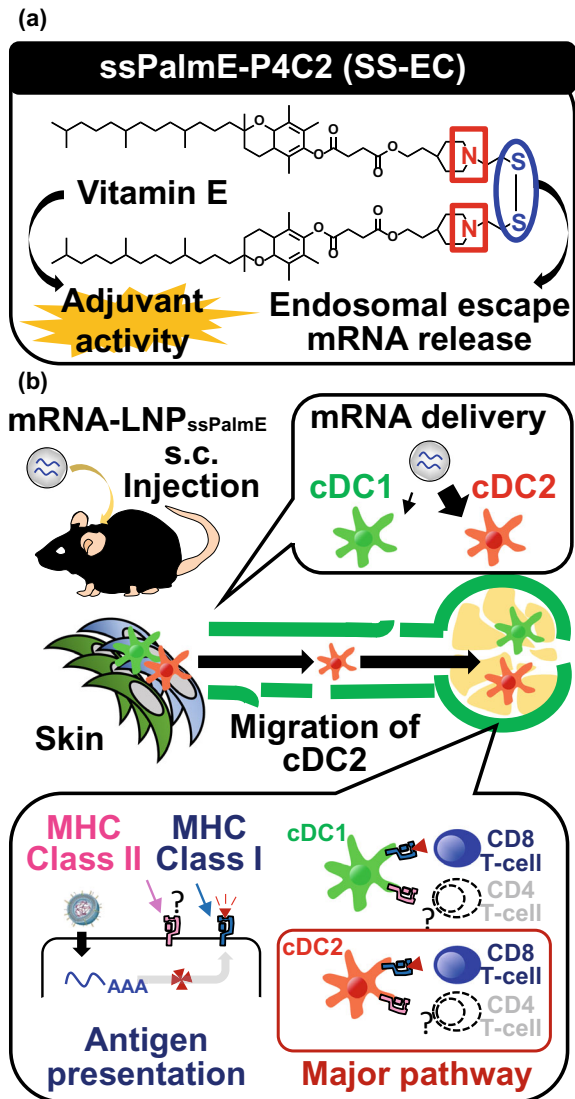 (a)
ssPalmE-P4C2 (SS-EC)
O
O
O
O
N
S
Vitamin E
S
O
O
O
O
N
Adjuvant
activity
Endosomal escape
mRNA release
(b)
mRNA-LNPssPalmE
s.c.
Injection
mRNA delivery
cDC1
cDC2
Skin
Migration of
cDC2
MHC
Class II
MHC
Class I
?
AAA
Antigen
presentation
cDC1
CD8
T-cell
CD4
T-cell
?
cDC2
CD8
T-cell
CD4
T-cell
?
Major pathway